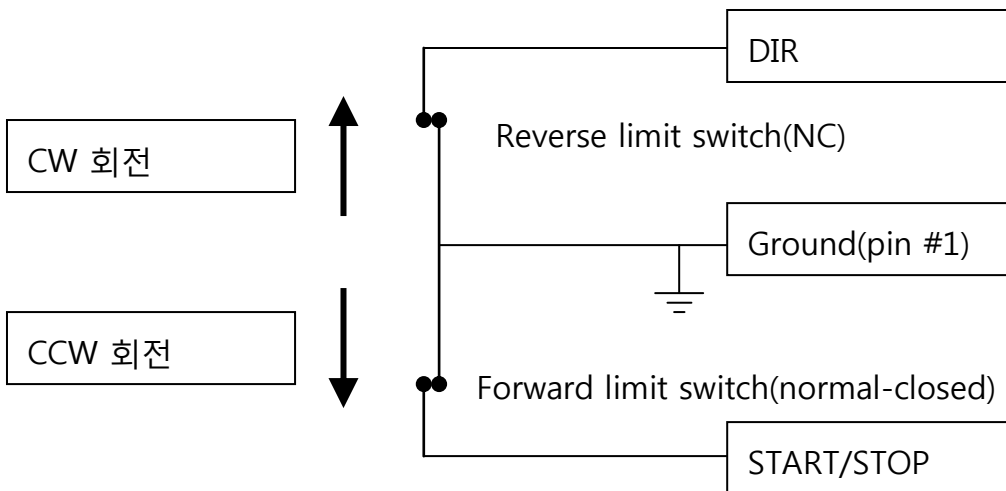 DIR
Reverse limit switch(NC)
CW 회전
Ground(pin #1)
CCW 회전
Forward limit switch(normal-closed)
START/STOP